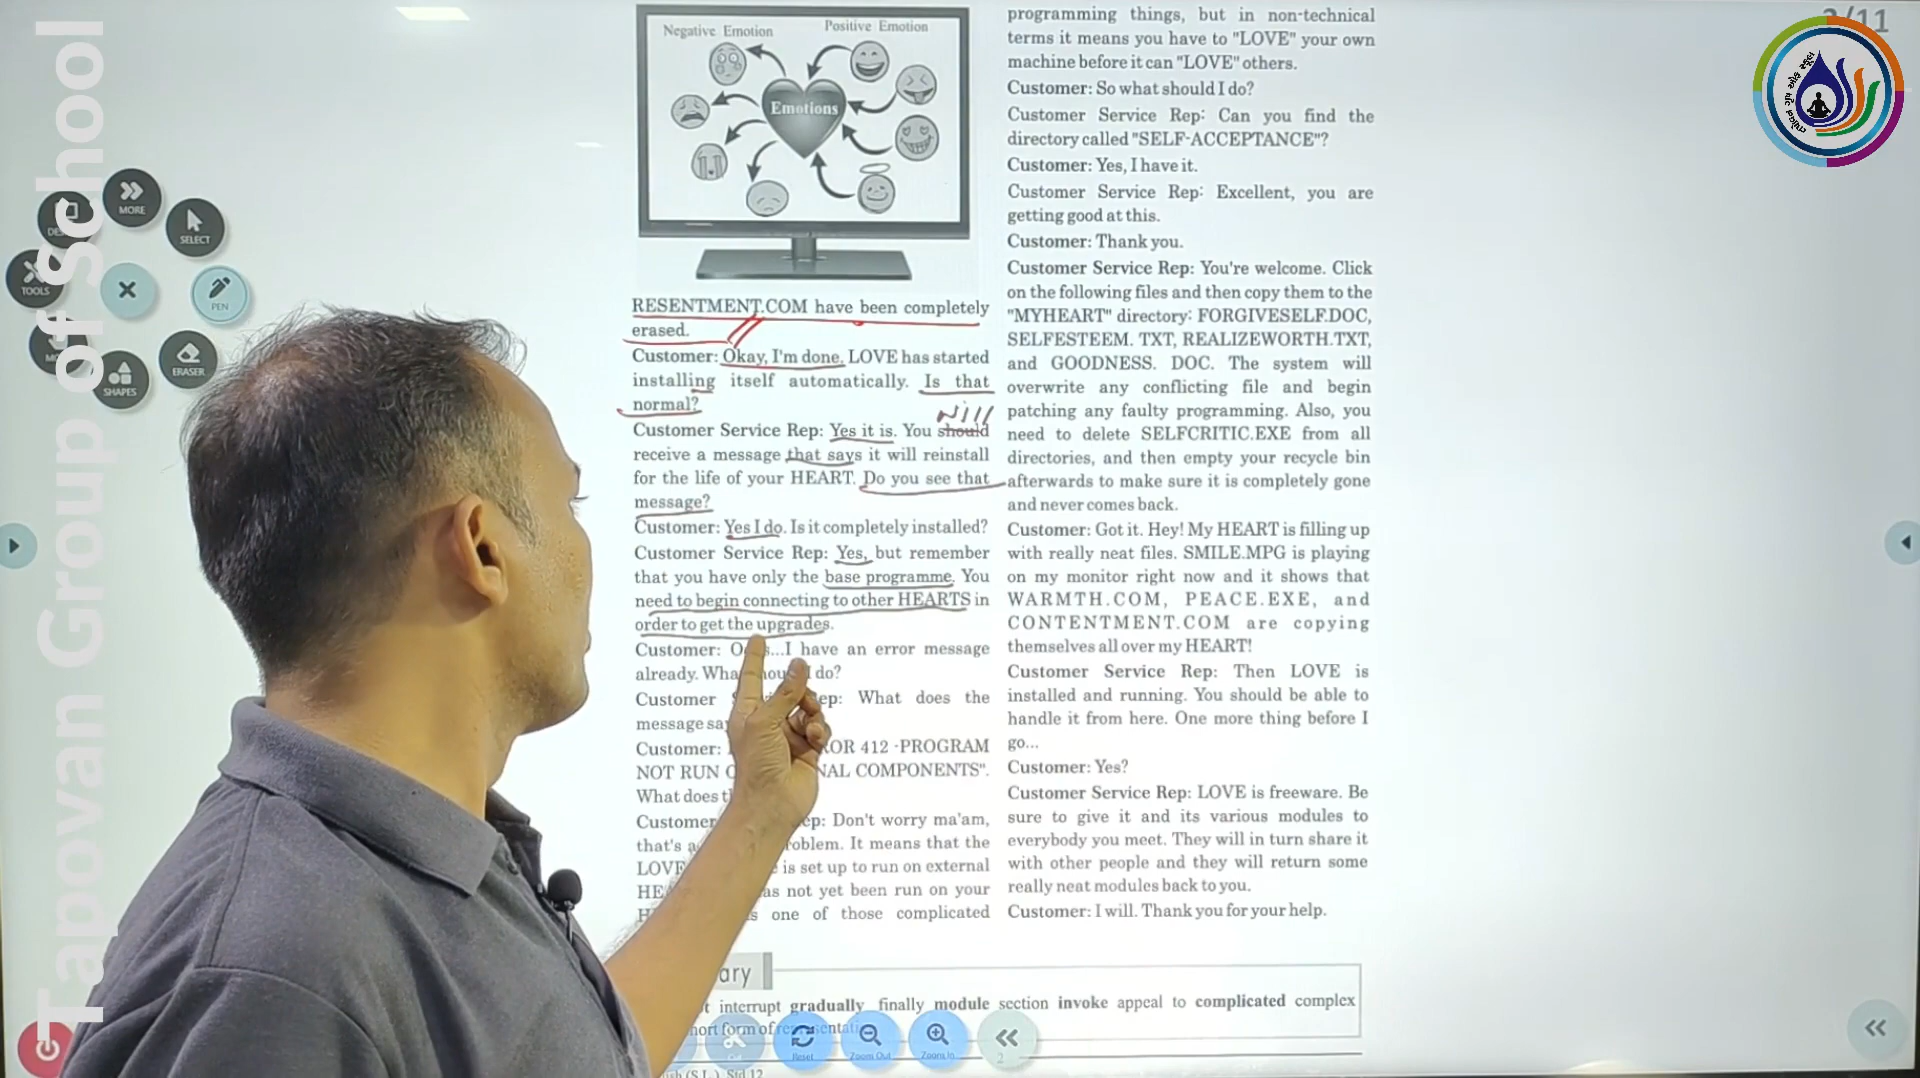 Tapovan Group of School
MORE
SELECT
TOOLS
PEN
ERASER
SHAPES
Negative Emotion
Positive Emotion
Emotions
RESENTMENT.COM have been completely
erased.
Customer: Okay, I'm done. LOVE has started
installing itself automatically. Is that
normal?
Will
Customer Service Rep: Yes it is. You should
receive a message that says it will reinstall
for the life of your HEART. Do you see that
message?
Customer: Yes I do. Is it completely installed?
Customer Service Rep: Yes, but remember
that you have only the base programme. You
need to begin connecting to other HEARTS in
order to get the upgrades.
Customer: ...I have an error message
already. do?
Customer What does the
message
Customer: 412 -PROGRAM
NOT RUN COMPONENTS".
What does
Customer Don't worry ma'am,
that's It means that the
LOVE is set up to run on external
not yet been run on your
one of those complicated
programming things, but in non-technical
terms it means you have to "LOVE" your own
machine before it can "LOVE" others.
Customer: So what should I do?
Customer Service Rep: Can you find the
directory called "SELF-ACCEPTANCE"?
Customer: Yes, I have it.
Customer Service Rep: Excellent, you are
getting good at this.
Customer: Thank you.
Customer Service Rep: You're welcome. Click
on the following files and then copy them to the
"MYHEART" directory: FORGIVESELF.DOC,
SELFESTEEM. TXT, REALIZEWORTH.TXT,
and GOODNESS. DOC. The system will
overwrite any conflicting file and begin
patching any faulty programming. Also, you
need to delete SELFCRITIC.EXE from all
directories, and then empty your recycle bin
afterwards to make sure it is completely gone
and never comes back.
Customer: Got it. Hey! My HEART is filling up
with really neat files. SMILE.MPG is playing
on my monitor right now and it shows that
WARMTH.COM, PEACE.EXE, and
CONTENTMENT.COM are copying
themselves all over my HEART!
Customer Service Rep: Then LOVE is
installed and running. You should be able to
handle it from here. One more thing before I
go...
Customer: Yes?
Customer Service Rep: LOVE is freeware. Be
sure to give it and its various modules to
everybody you meet. They will in turn share it
with other people and they will return some
really neat modules back to you.
Customer: I will. Thank you for your help.
interrupt gradually finally module section invoke appeal to complicated complex
form of
Reset
Zoom Out
Zoom In
2
(S.L.) Std 12